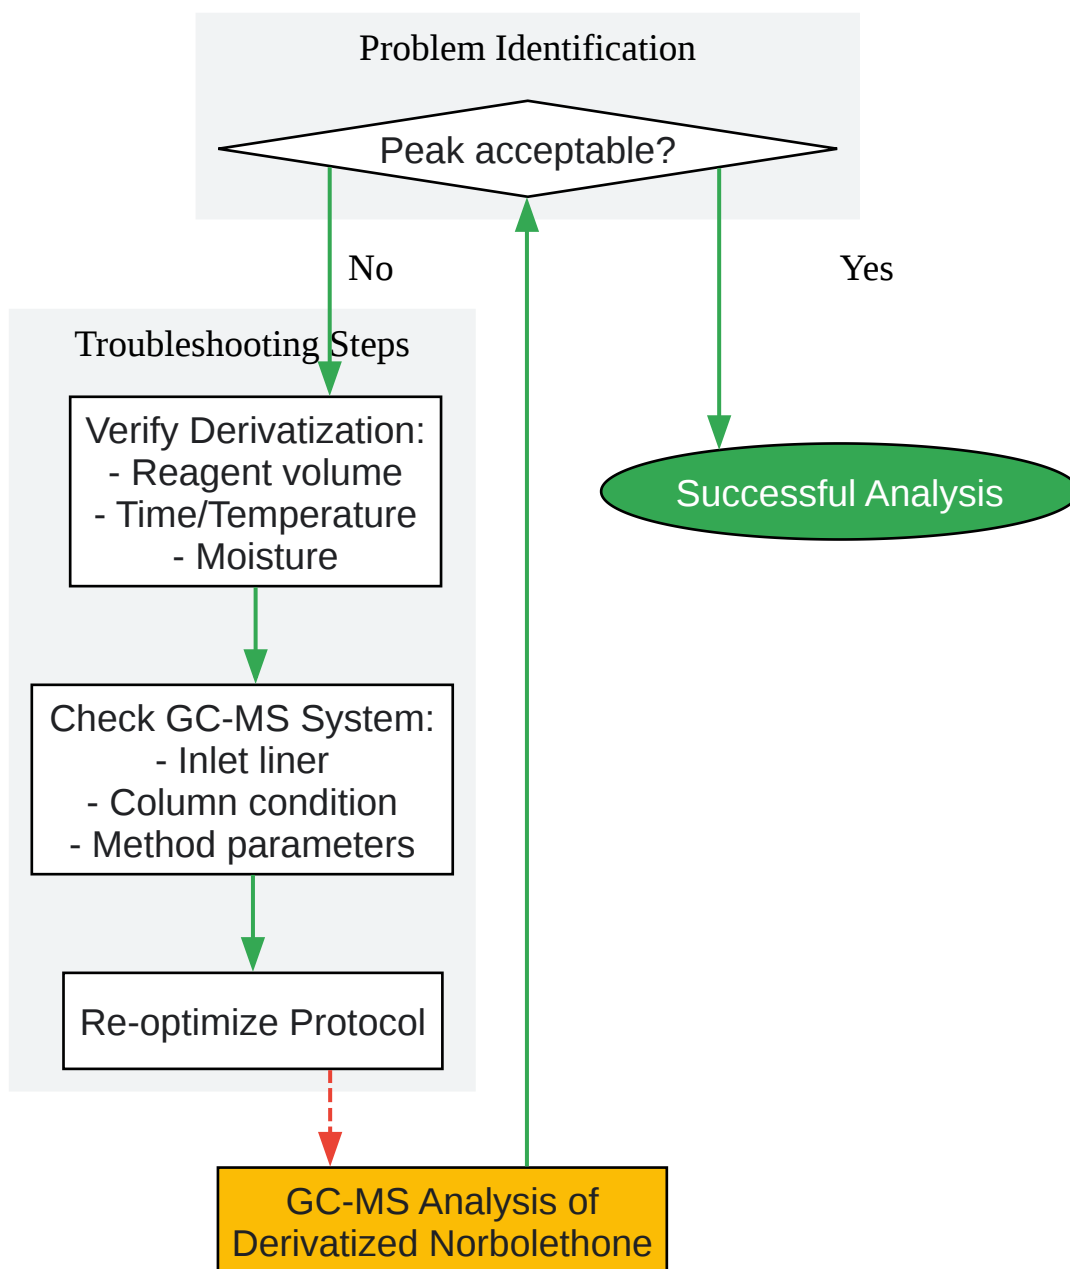 Problem Identification
Peak acceptable?
No
Yes
Troubleshooting Steps
Verify Derivatization:
- Reagent volume
- Time/Temperature
- Moisture
Successful Analysis
Check GC-MS System:
- Inlet liner
- Column condition
- Method parameters
Re-optimize Protocol
GC-MS Analysis of
Derivatized Norbolethone